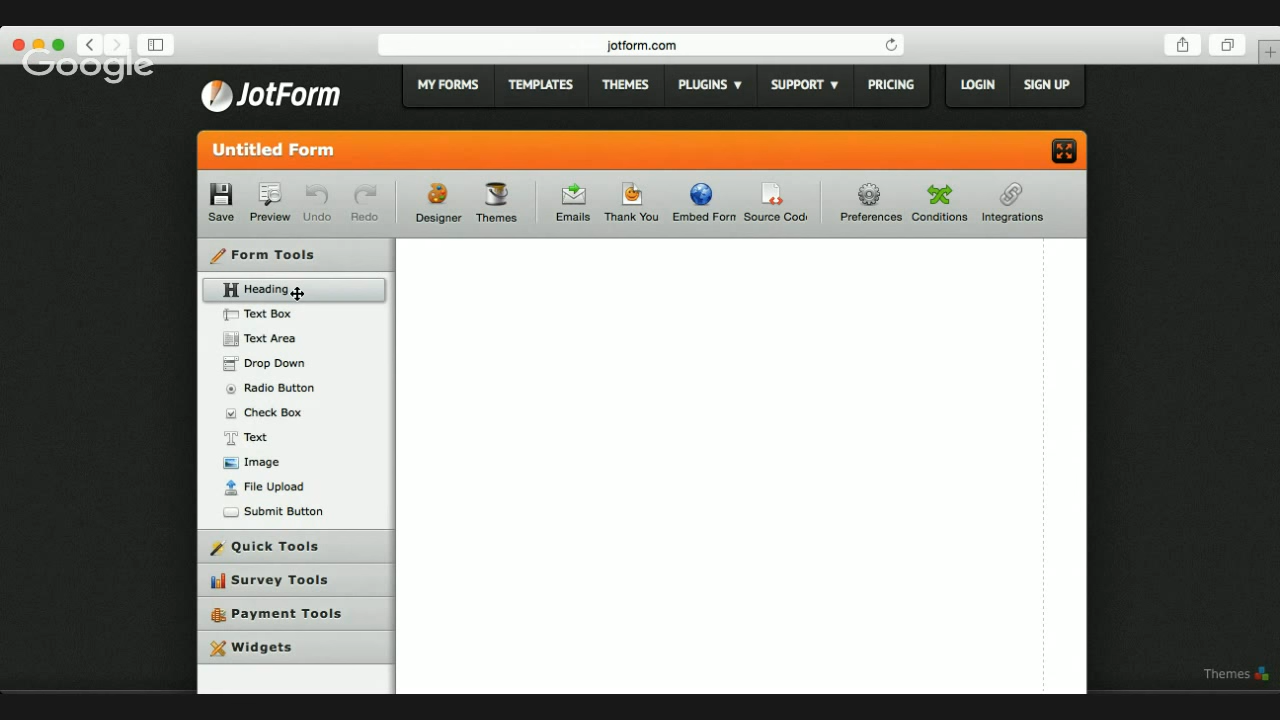 jotform.com
Google
JotForm
MY FORMS TEMPLATES THEMES PLUGINS ▼ SUPPORT ▼ PRICING LOGIN SIGN UP
Untitled Form
Save Preview Undo Redo Designer Themes Emails Thank You Embed Form Source Code Preferences Conditions Integrations
Form Tools
Heading
Text Box
Text Area
Drop Down
Radio Button
Check Box
Text
Image
File Upload
Submit Button
Quick Tools
Survey Tools
Payment Tools
Widgets
Themes